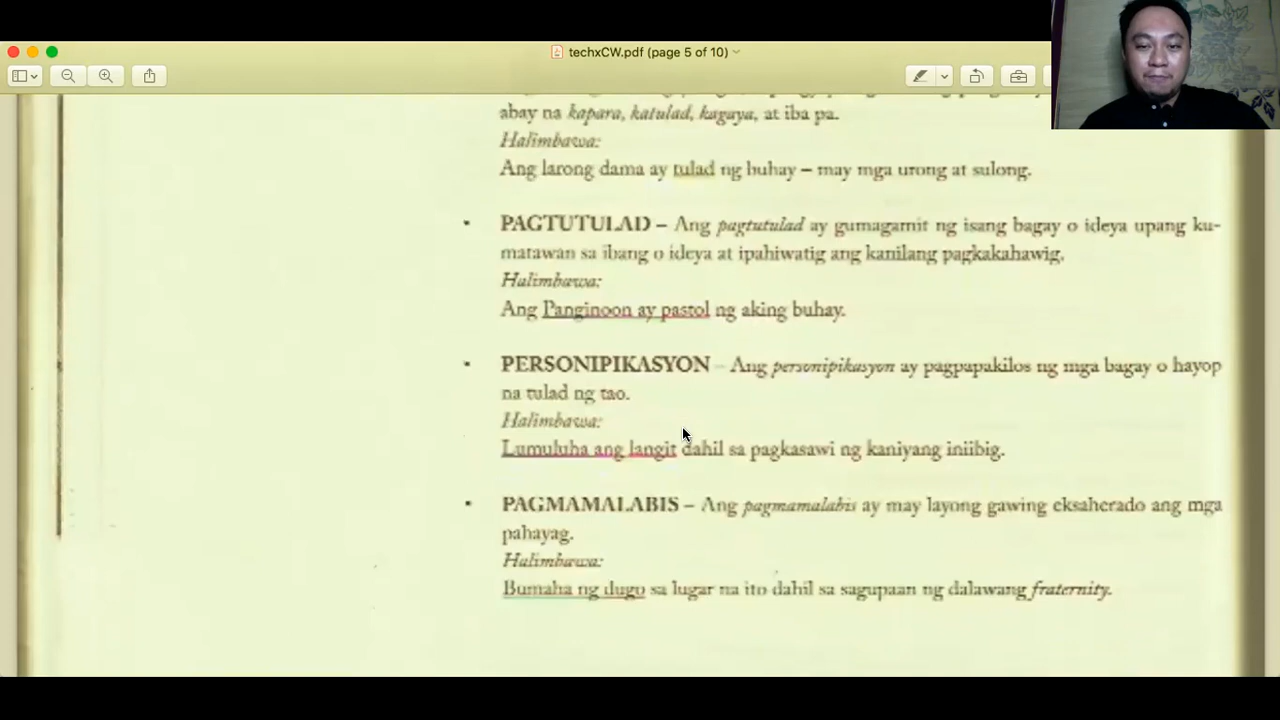 techxCW.pdf (page 5 of 10)
abay na kapara, katulad, kagaya, at iba pa.
Halimbawa:
Ang larong dama ay tulad ng buhay – may mga urong at sulong.
• PAGTUTULAD – Ang pagtutulad ay gumagamit ng isang bagay o ideya upang ku-
matawan sa ibang o ideya at ipahiwatig ang kanilang pagkakahawig.
Halimbawa:
Ang Panginoon ay pastol ng aking buhay.
• PERSONIPIKASYON – Ang personipikasyon ay pagpapakilos ng mga bagay o hayop
na tulad ng tao.
Halimbawa:
Lumuluha ang langit dahil sa pagkasawi ng kaniyang iniibig.
• PAGMAMALABIS – Ang pagmamalabis ay may layong gawing eksaherado ang mga
pahayag.
Halimbawa:
Bumaha ng dugo sa lugar na ito dahil sa sagupaan ng dalawang fraternity.